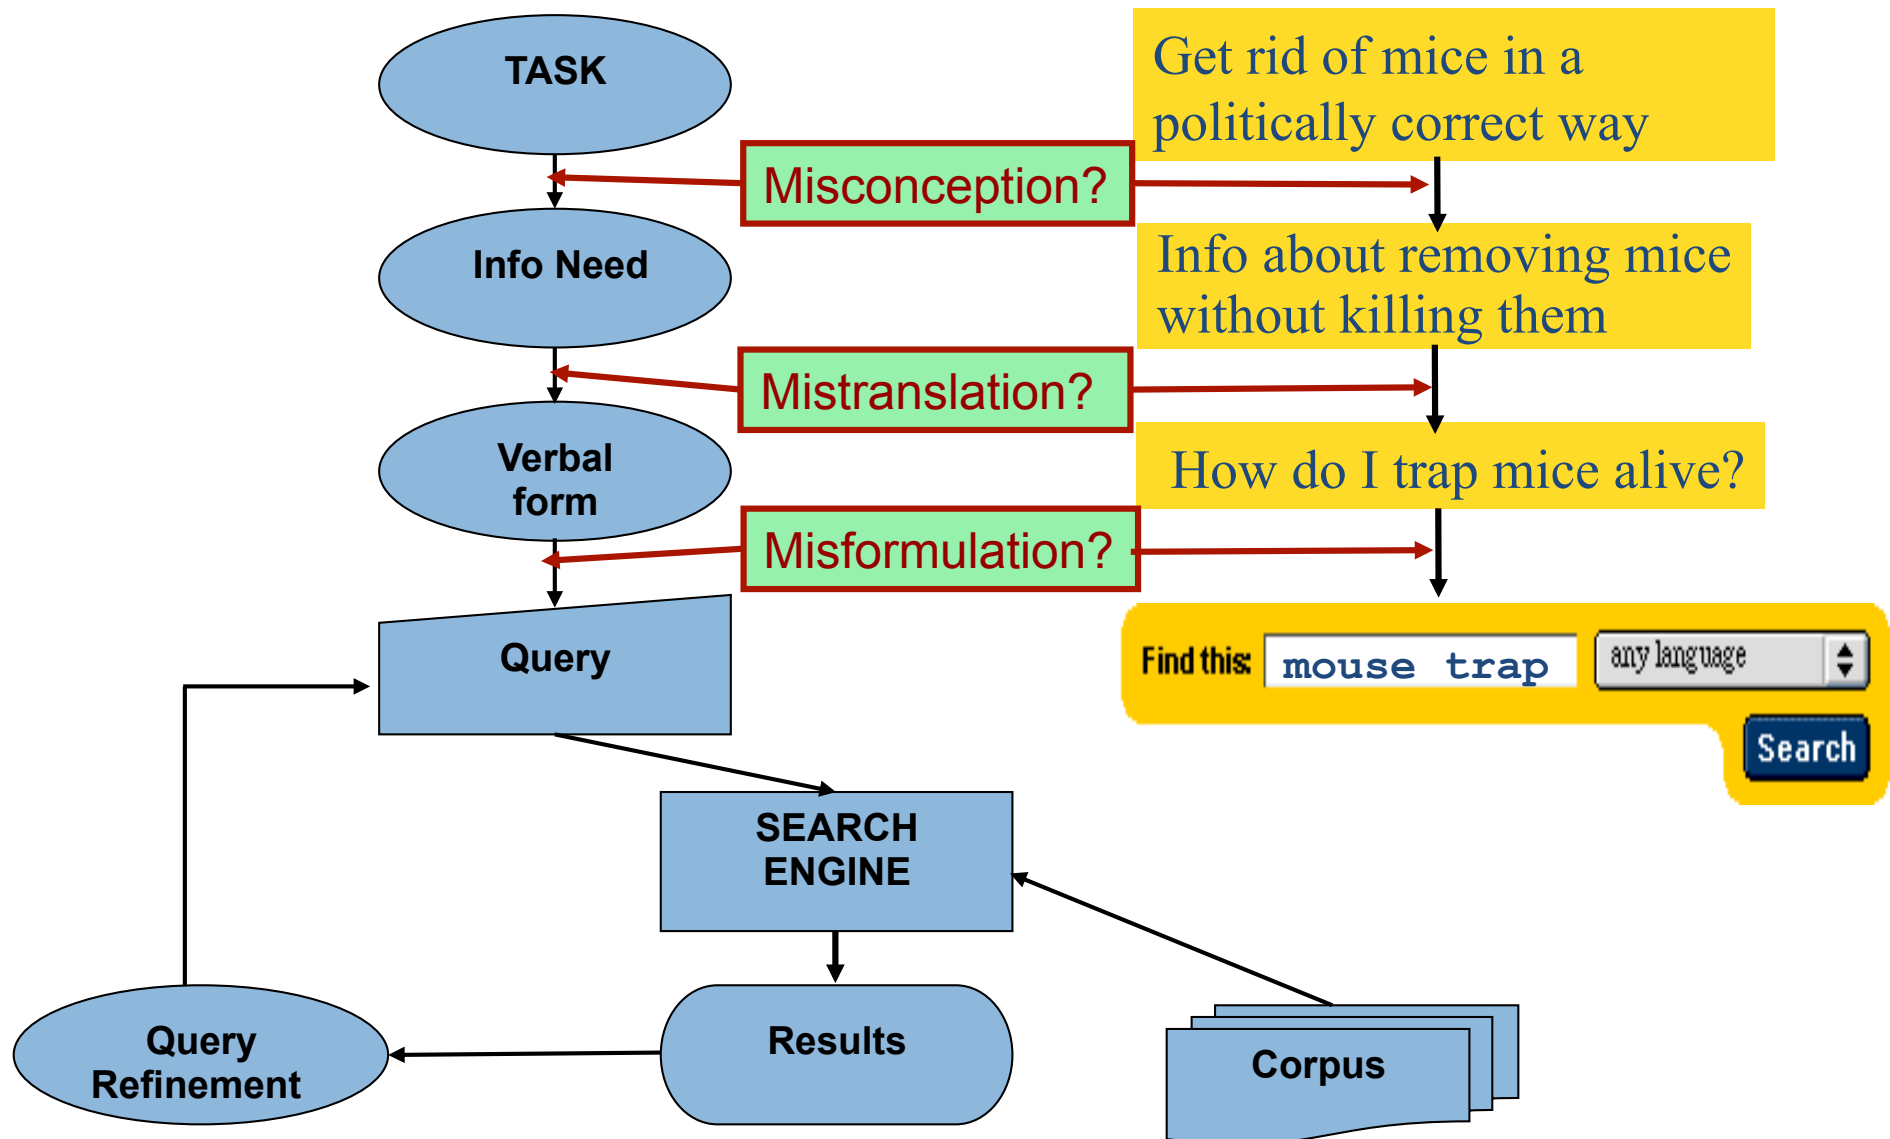 TASK
Get rid of mice in a
politically correct way
Misconception?
Info Need
Info about removing mice
without killing them
Mistranslation?
Verbal
form
How do I trap mice alive?
Misformulation?
Query
Find this:
mouse trap
any language
Search
SEARCH
ENGINE
Query
Refinement
Results
Corpus